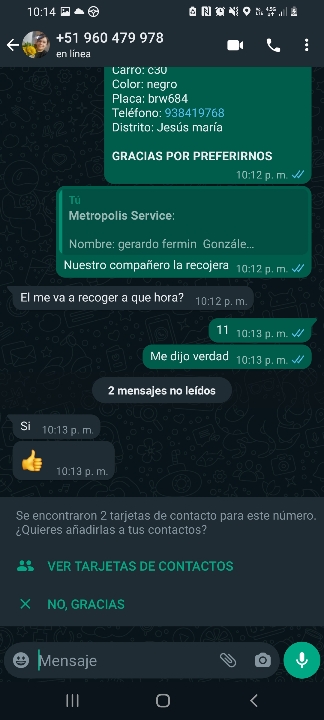 10:14
+51 960 479 978
en línea
Carro: c30
Color: negro
Placa: brw684
Teléfono: 938419768
Distrito: Jesús maría
GRACIAS POR PREFERIRNOS
10:12 p. m.
Tú
Metropolis Service:
Nombre: gerardo fermin Gonzále...
Nuestro compañero la recojera 10:12 p. m.
El me va a recoger a que hora? 10:12 p. m.
11 10:13 p. m.
Me dijo verdad 10:13 p. m.
2 mensajes no leídos
Si 10:13 p. m.
👍
10:13 p. m.
Se encontraron 2 tarjetas de contacto para este número.
¿Quieres añadirlas a tus contactos?
VER TARJETAS DE CONTACTOS
NO, GRACIAS
Mensaje